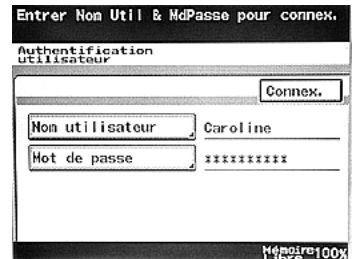 Entrer Nom Util & MdPasse pour connex.
Authentification
utilisateur
Connex.
Nom utilisateur Caroline
Mot de passe **********
Mémoire 100%
Libre